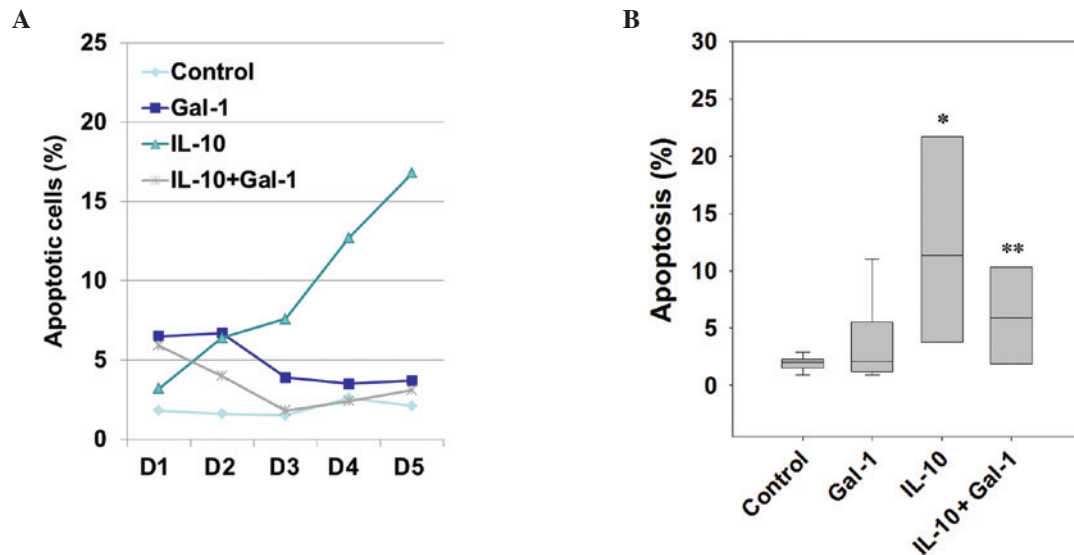 A
Apoptotic cells (%)
25
20
15
10
5
0
Control
Gal-1
IL-10
IL-10+Gal-1
D1 D2 D3 D4 D5
B
Apoptosis (%)
30
25
20
15
10
5
0
*
**
Control
Gal-1
IL-10
IL-10+ Gal-1